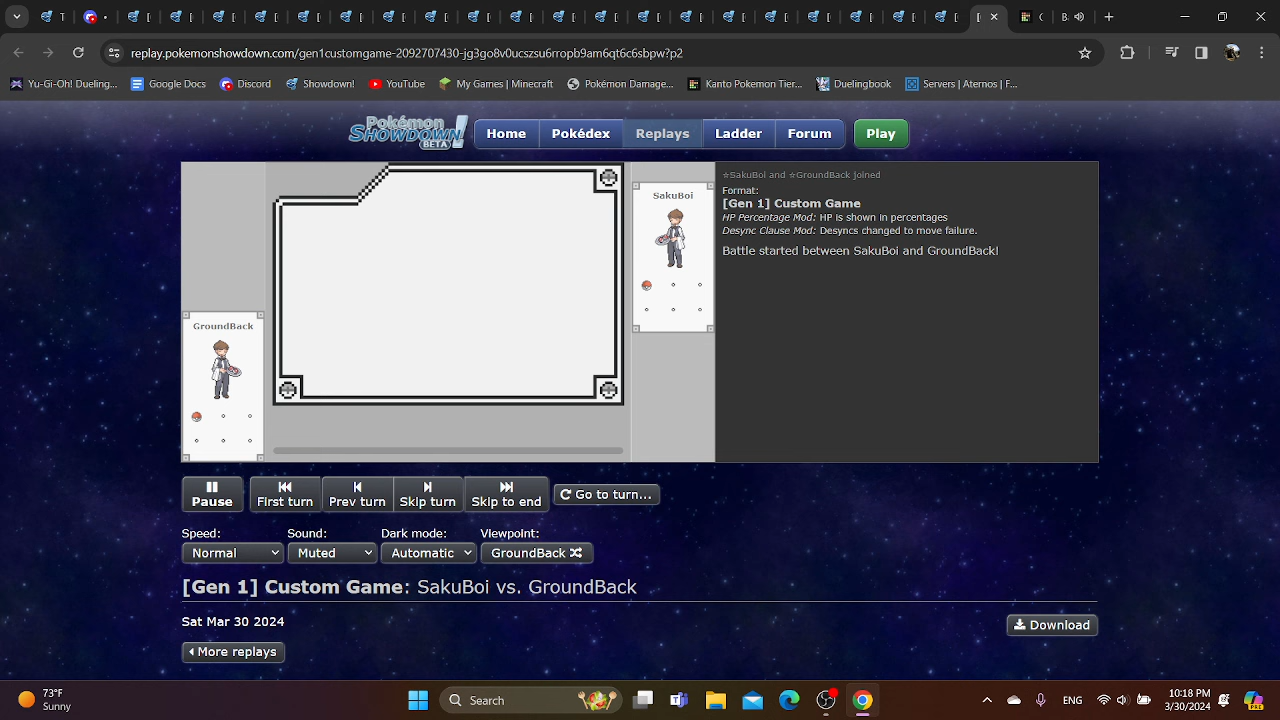 B.
replay.pokemonshowdown.com/gen1customgame-2092707430-jg3go8v0ucszsu6rropb9am6qt6c6sbpw?p2
Yu-Gi-Oh! Dueling...
Google Docs
Discord
Showdown!
YouTube
My Games | Minecraft
Pokémon Damage...
Kanto Pokemon Tier...
Duelingbook
Servers | Aternos | F...
Pokémon
SHOWDOWN!
BETA
Home
Pokédex
Replays
Ladder
Forum
Play
GroundBack
SakuBoi
☆SakuBoi and ☆GroundBack joined
Format:
[Gen 1] Custom Game
HP Percentage Mod: HP is shown in percentages
Desync Clause Mod: Desyncs changed to move failure.
Battle started between SakuBoi and GroundBack!
Pause
First turn
Prev turn
Skip turn
Skip to end
Go to turn...
Speed:
Sound:
Dark mode:
Viewpoint:
Normal
Muted
Automatic
GroundBack
[Gen 1] Custom Game: SakuBoi vs. GroundBack
Sat Mar 30 2024
Download
More replays
73°F
Sunny
Search
ENG
10:18 PM
3/30/2024
PRE